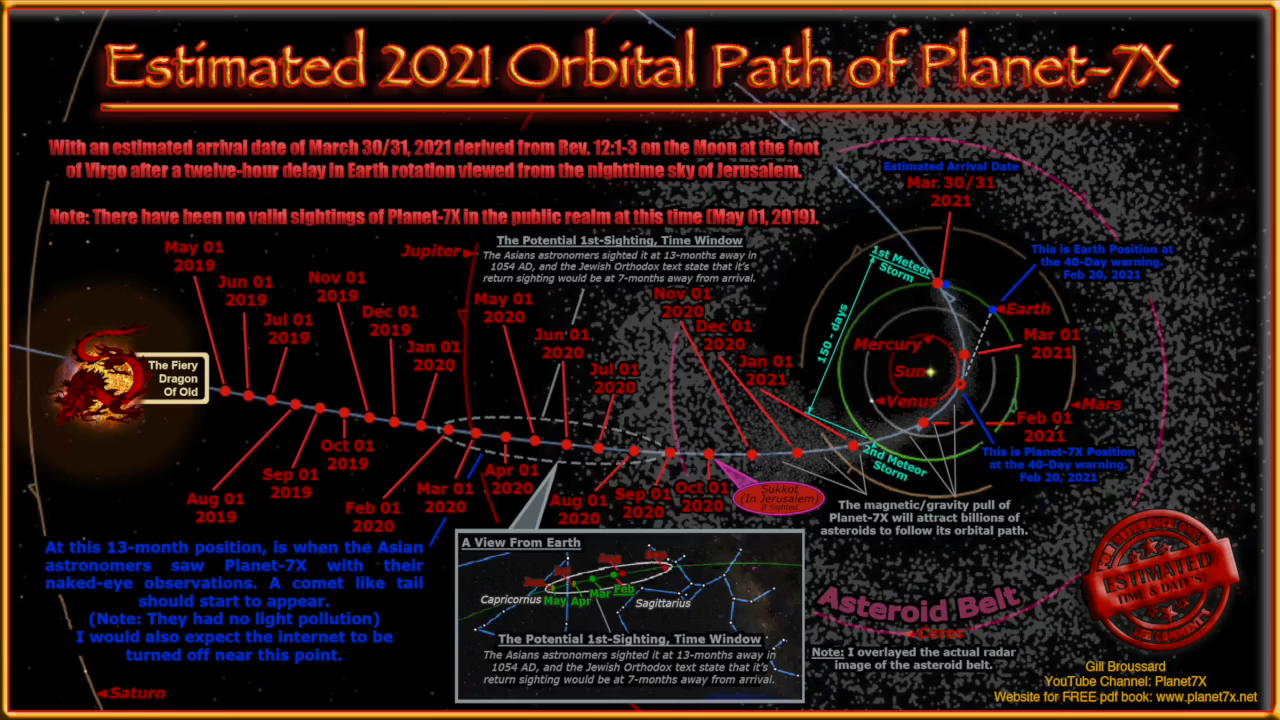 Estimated 2021 Orbital Path of Planet-7X
With an estimated arrival date of March 30/31, 2021 derived from Rev. 12:1-3 on the Moon at the foot
of Virgo after a twelve-hour delay in Earth rotation viewed from the nighttime sky of Jerusalem.
Note: There have been no valid sightings of Planet-7X in the public realm at this time (May 01, 2019).
Estimated Arrival Date
Mar. 30/31
2021
May 01
2019
Jun 01
2019
Jul 01
2019
Nov 01
2019
Dec 01
2019
Jan 01
2020
Jupiter
The Potential 1st-Sighting, Time Window
The Asians astronomers sighted it at 13-months away in
1054 AD, and the Jewish Orthodox text state that it's
return sighting would be at 7-months away from arrival.
May 01
2020
Jun 01
2020
Jul 01
2020
Nov 01
2020
Dec 01
2020
Jan 01
2021
1st Meteor
Storm
150 - days
2nd Meteor
Storm
This is Earth Position at
the 40-Day warning.
Feb 20, 2021
Earth
Mercury
Sun
Venus
Mars
Mar 01
2021
Feb 01
2021
This is Planet-7X Position
at the 40-Day warning.
Feb 20, 2021
The Fiery
Dragon
Of Old
Aug 01
2019
Sep 01
2019
Oct 01
2019
Feb 01
2020
Mar 01
2020
Apr 01
2020
Aug 01
2020
Sep 01
2020
Oct 01
2020
Sukkot
(In Jerusalem)
If Sighted
The magnetic/gravity pull of
Planet-7X will attract billions of
asteroids to follow its orbital path.
At this 13-month position, is when the Asian
astronomers saw Planet-7X with their
naked-eye observations. A comet like tail
should start to appear.
(Note: They had no light pollution)
I would also expect the internet to be
turned off near this point.
Saturn
A View From Earth
Jun
Jul
Aug
Sep
Capricornus
May
Apr
Mar
Feb
Sagittarius
The Potential 1st-Sighting, Time Window
The Asians astronomers sighted it at 13-months away in
1054 AD, and the Jewish Orthodox text state that it's
return sighting would be at 7-months away from arrival.
Asteroid Belt
Ceres
Note: I overlayed the actual radar
image of the asteroid belt.
ESTIMATED
TIME & DATE'S!
Gill Broussard
YouTube Channel: Planet7X
Website for FREE pdf book: www.planet7x.net